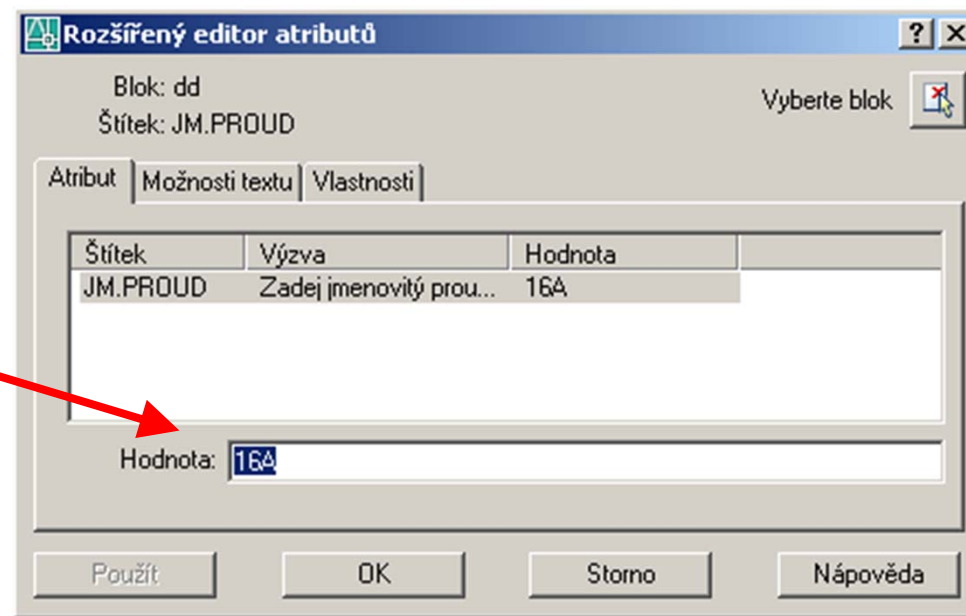 Rozšířený editor atributů
Blok: dd
Vyberte blok
Štítek: JM.PROUD
Atribut Možnosti textu Vlastnosti
Štítek Výzva Hodnota
JM.PROUD Zadej jmenovitý prou... 16A
Hodnota: 16A
Použít OK Storno Nápověda